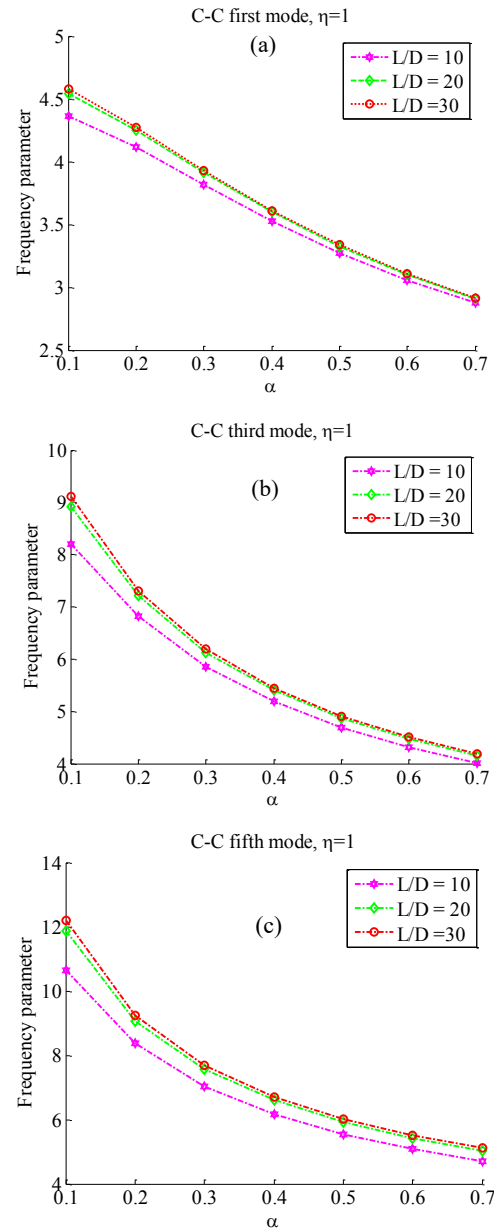 C-C first mode, η=1
(a)
L/D = 10
L/D = 20
L/D =30
5
4.5
4
3.5
3
2.5
Frequency parameter
0.1 0.2 0.3 0.4 0.5 0.6 0.7
α
C-C third mode, η=1
(b)
L/D = 10
L/D = 20
L/D =30
10
9
8
7
6
5
4
Frequency parameter
0.1 0.2 0.3 0.4 0.5 0.6 0.7
α
C-C fifth mode, η=1
(c)
L/D = 10
L/D = 20
L/D =30
14
12
10
8
6
4
Frequency parameter
0.1 0.2 0.3 0.4 0.5 0.6 0.7
α